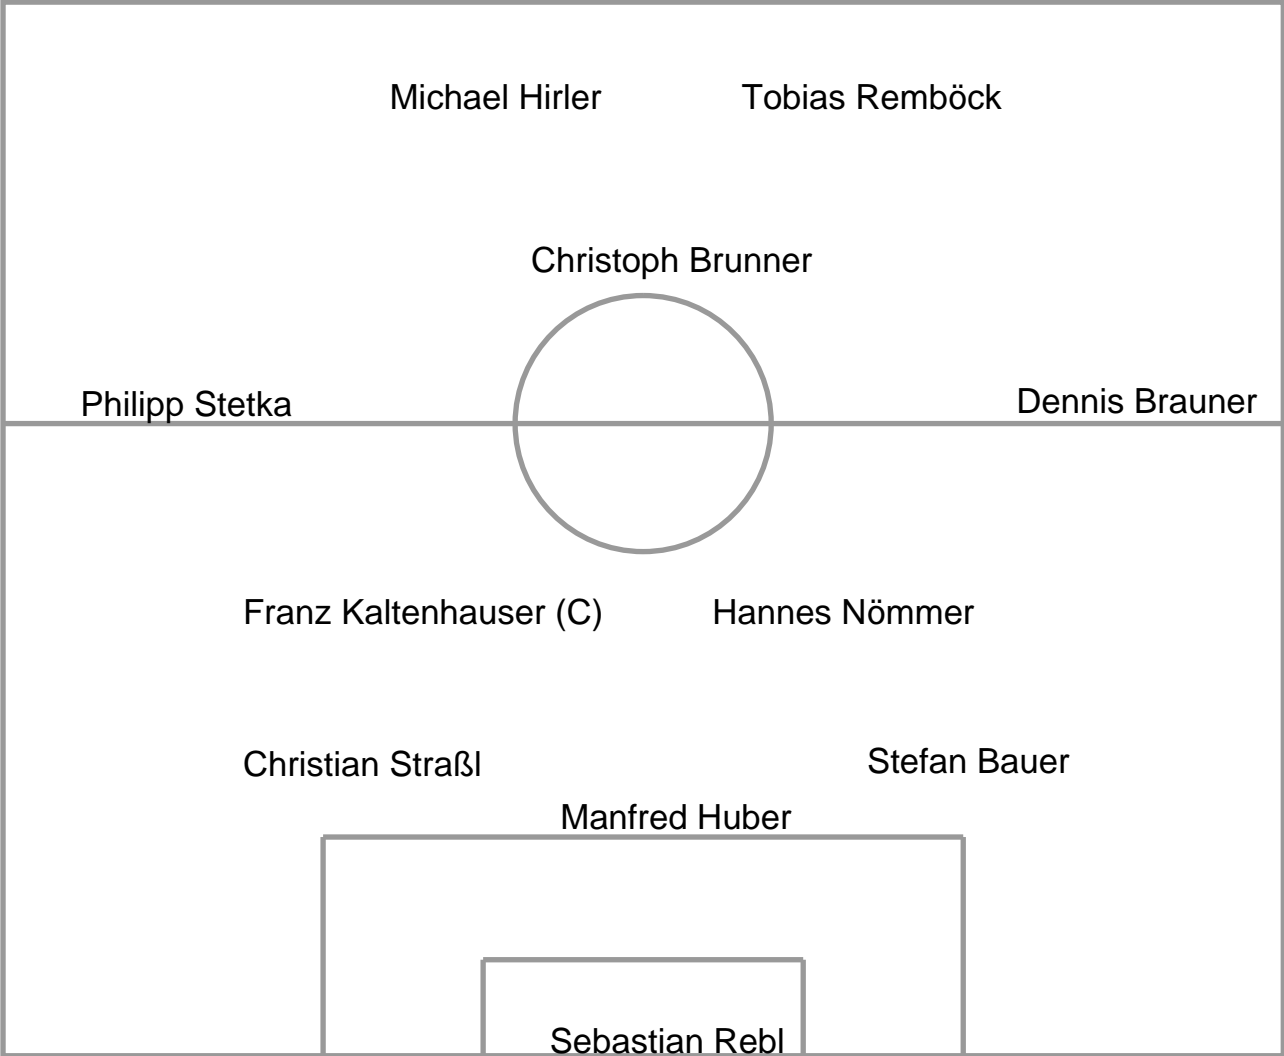 Michael Hirler
Tobias Remböck
Christoph Brunner
Philipp Stetka
Dennis Brauner
Franz Kaltenhauser (C)
Hannes Nömmer
Christian Straßl
Stefan Bauer
Manfred Huber
Sebastian Rebl